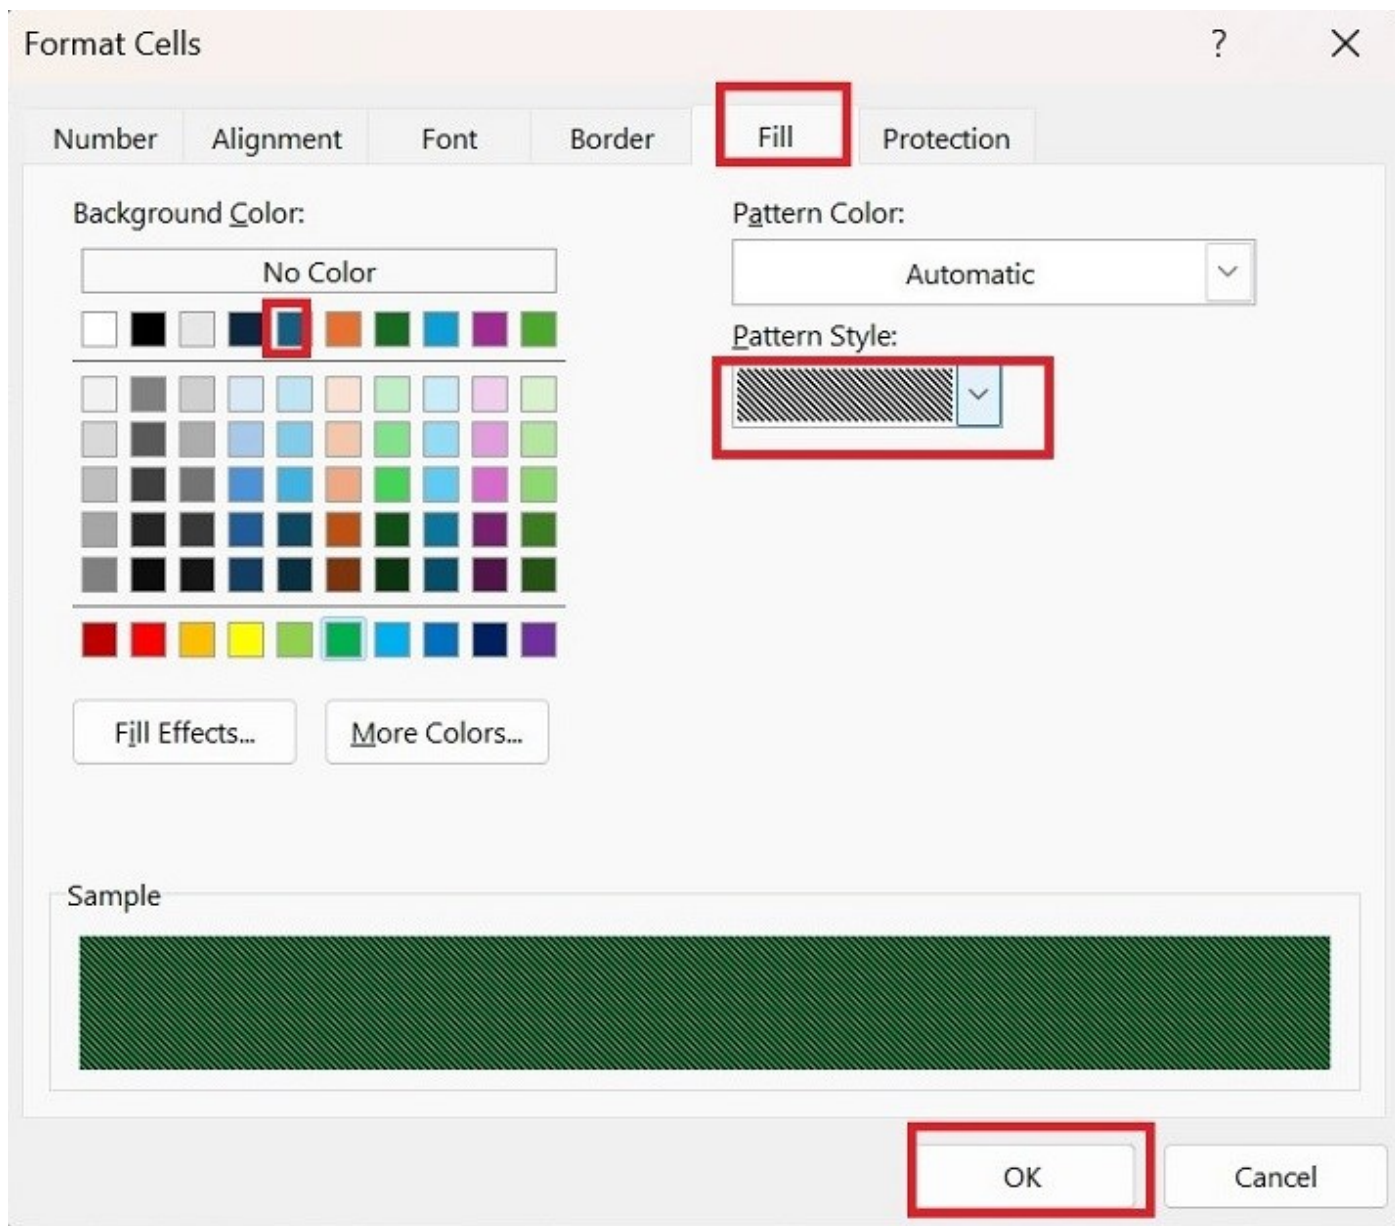 Format Cells
?
Number
Alignment
Font
Border
Fill
Protection
Background Color:
No Color
Pattern Color:
Automatic
Pattern Style:
Fill Effects...
More Colors...
Sample
OK
Cancel